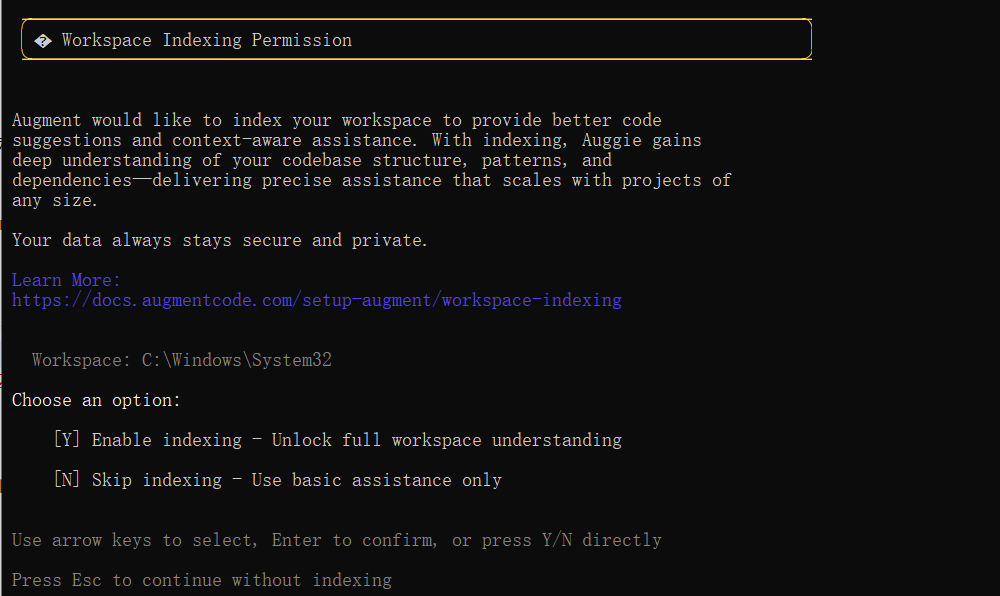 � Workspace Indexing Permission
Augment would like to index your workspace to provide better code
suggestions and context-aware assistance. With indexing, Auggie gains
deep understanding of your codebase structure, patterns, and
dependencies—delivering precise assistance that scales with projects of
any size.
Your data always stays secure and private.
Learn More:
https://docs.augmentcode.com/setup-augment/workspace-indexing
Workspace: C:\Windows\System32
Choose an option:
[Y] Enable indexing - Unlock full workspace understanding
[N] Skip indexing - Use basic assistance only
Use arrow keys to select, Enter to confirm, or press Y/N directly
Press Esc to continue without indexing